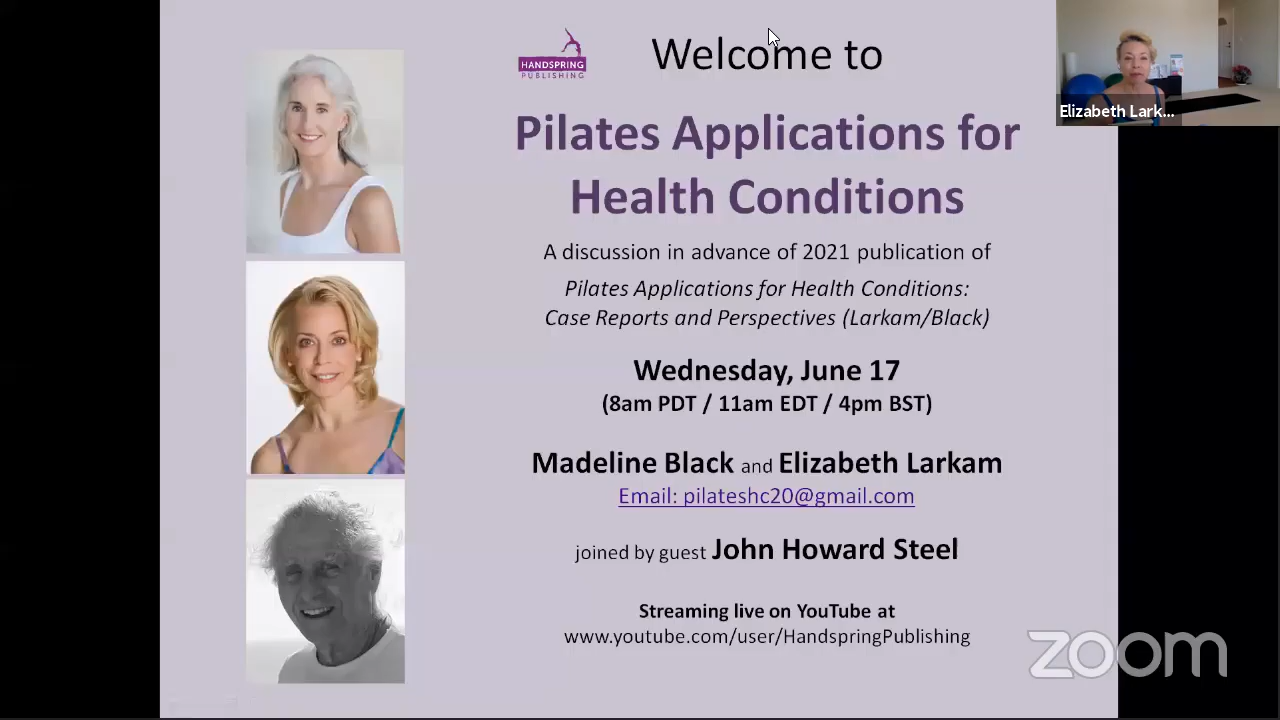 HANDSPRING
PUBLISHING
Welcome to
Pilates Applications for
Health Conditions
A discussion in advance of 2021 publication of
Pilates Applications for Health Conditions:
Case Reports and Perspectives (Larkam/Black)
Wednesday, June 17
(8am PDT / 11am EDT / 4pm BST)
Madeline Black and Elizabeth Larkam
Email: pilateshc20@gmail.com
joined by guest John Howard Steel
Streaming live on YouTube at
www.youtube.com/user/HandspringPublishing
Elizabeth Lark...
zoom